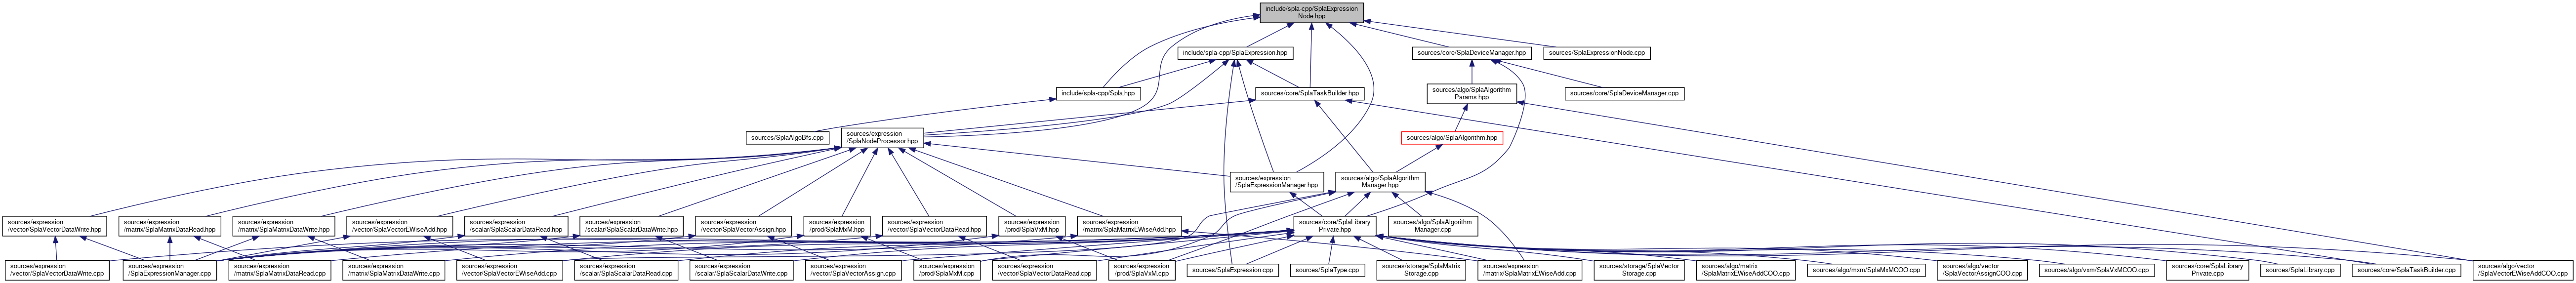 include/spla-cpp/SplaExpression
Node.hpp
include/spla-cpp/SplaExpression.hpp
sources/core/SplaDeviceManager.hpp
sources/SplaExpressionNode.cpp
include/spla-cpp/Spla.hpp
sources/core/SplaTaskBuilder.hpp
sources/algo/SplaAlgorithm
Params.hpp
sources/core/SplaDeviceManager.cpp
sources/SplaAlgoBfs.cpp
sources/expression
/SplaNodeProcessor.hpp
sources/algo/SplaAlgorithm.hpp
sources/expression
/SplaExpressionManager.hpp
sources/algo/SplaAlgorithm
Manager.hpp
sources/expression
/vector/SplaVectorDataWrite.hpp
sources/expression
/matrix/SplaMatrixDataRead.hpp
sources/expression
/matrix/SplaMatrixDataWrite.hpp
sources/expression
/vector/SplaVectorEWiseAdd.hpp
sources/expression
/scalar/SplaScalarDataRead.hpp
sources/expression
/scalar/SplaScalarDataWrite.hpp
sources/expression
/vector/SplaVectorAssign.hpp
sources/expression
/prod/SplaMxM.hpp
sources/expression
/vector/SplaVectorDataRead.hpp
sources/expression
/prod/SplaVxM.hpp
sources/expression
/matrix/SplaMatrixEWiseAdd.hpp
sources/core/SplaLibrary
Private.hpp
sources/algo/SplaAlgorithm
Manager.cpp
sources/expression
/vector/SplaVectorDataWrite.cpp
sources/expression
/SplaExpressionManager.cpp
sources/expression
/matrix/SplaMatrixDataRead.cpp
sources/expression
/matrix/SplaMatrixDataWrite.cpp
sources/expression
/vector/SplaVectorEWiseAdd.cpp
sources/expression
/scalar/SplaScalarDataRead.cpp
sources/expression
/scalar/SplaScalarDataWrite.cpp
sources/expression
/vector/SplaVectorAssign.cpp
sources/expression
/prod/SplaMxM.cpp
sources/expression
/vector/SplaVectorDataRead.cpp
sources/expression
/prod/SplaVxM.cpp
sources/SplaExpression.cpp
sources/SplaType.cpp
sources/storage/SplaMatrix
Storage.cpp
sources/expression
/matrix/SplaMatrixEWiseAdd.cpp
sources/storage/SplaVector
Storage.cpp
sources/algo/matrix
/SplaMatrixEWiseAddCOO.cpp
sources/algo/mxm/SplaMxMCOO.cpp
sources/algo/vector
/SplaVectorAssignCOO.cpp
sources/algo/vxm/SplaVxMCOO.cpp
sources/core/SplaLibrary
Private.cpp
sources/SplaLibrary.cpp
sources/core/SplaTaskBuilder.cpp
sources/algo/vector
/SplaVectorEWiseAddCOO.cpp